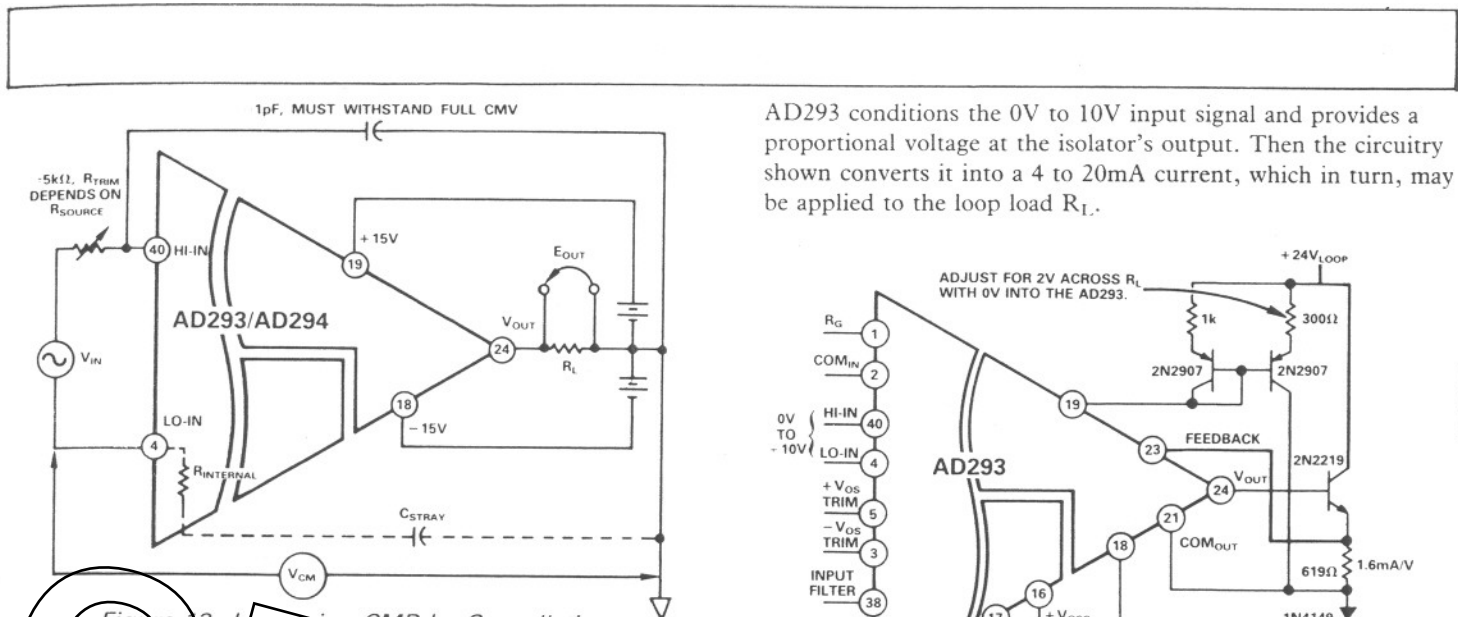 1pF, MUST WITHSTAND FULL CMV
-5kΩ, RTRIM
DEPENDS ON
RSOURCE
40
HI-IN
+15V
19
EOUT
AD293/AD294
VOUT
24
RL
VIN
18
-15V
LO-IN
4
RINTERNAL
CSTRAY
VCM
AD293 conditions the 0V to 10V input signal and provides a
proportional voltage at the isolator's output. Then the circuitry
shown converts it into a 4 to 20mA current, which in turn, may
be applied to the loop load RL.
+24VLOOP
ADJUST FOR 2V ACROSS RL
WITH 0V INTO THE AD293.
1k
300Ω
2N2907
2N2907
RG
1
COMIN
2
19
0V
TO
10V
HI-IN
40
LO-IN
4
FEEDBACK
23
AD293
2N2219
VOUT
24
+VOS
TRIM
5
-VOS
TRIM
3
21
COMOUT
18
619Ω
1.6mA/V
INPUT
FILTER
38
16
17
1N4149